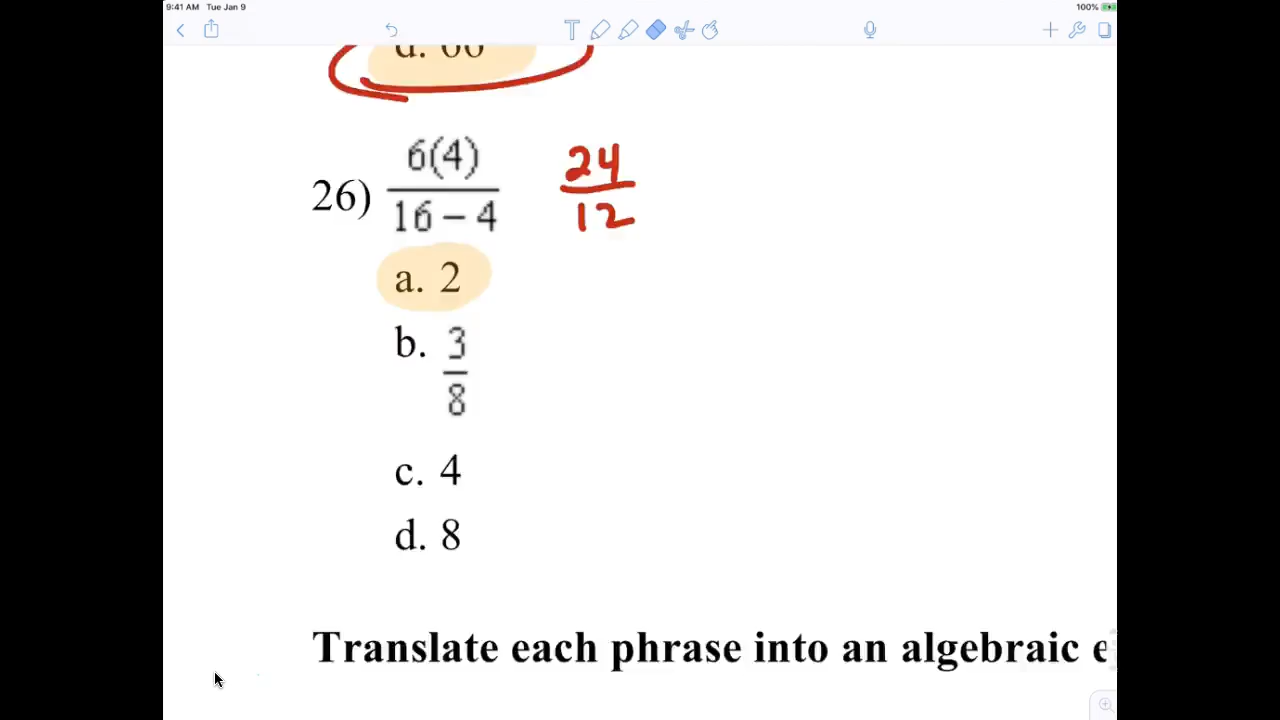 9:41 AM Tue Jan 9 100%
T
26) 6(4) 24
16 – 4 12
a. 2
b. 3
8
c. 4
d. 8
Translate each phrase into an algebraic e